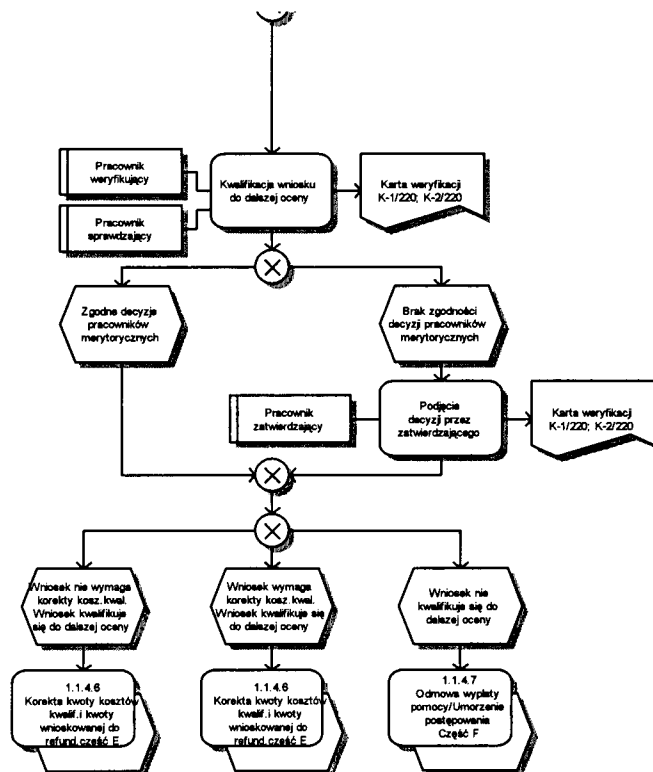 Pracownik
weryfikujący
Kwalifikacja wniosku
do dalszej oceny
Karta weryfikacji
K-1/220; K-2/220
Pracownik
sprawdzający
Zgodne decyzje
pracowników
merytorycznych
Brak zgodności
decyzji pracowników
merytorycznych
Pracownik
zatwierdzający
Podjęcie
decyzji przez
zatwierdzającego
Karta weryfikacji
K-1/220; K-2/220
Wniosek nie wymaga
korekty kosz.kwal.
Wniosek kwalifikuje
się do dalszej oceny
Wniosek wymaga
korekty kosz.kwal.
Wniosek kwalifikuje się
do dalszej oceny
Wniosek nie
kwalifikuje się do
dalszej oceny
1.1.4.6
Korekta kwoty kosztów
kwalif.i kwoty
wnioskowanej do
refund.część E
1.1.4.6
Korekta kwoty kosztów
kwalif.i kwoty
wnioskowanej do
refund.część E
1.1.4.7
Odmowa wypłaty
pomocy/Umorzenie
postępowania
Część F